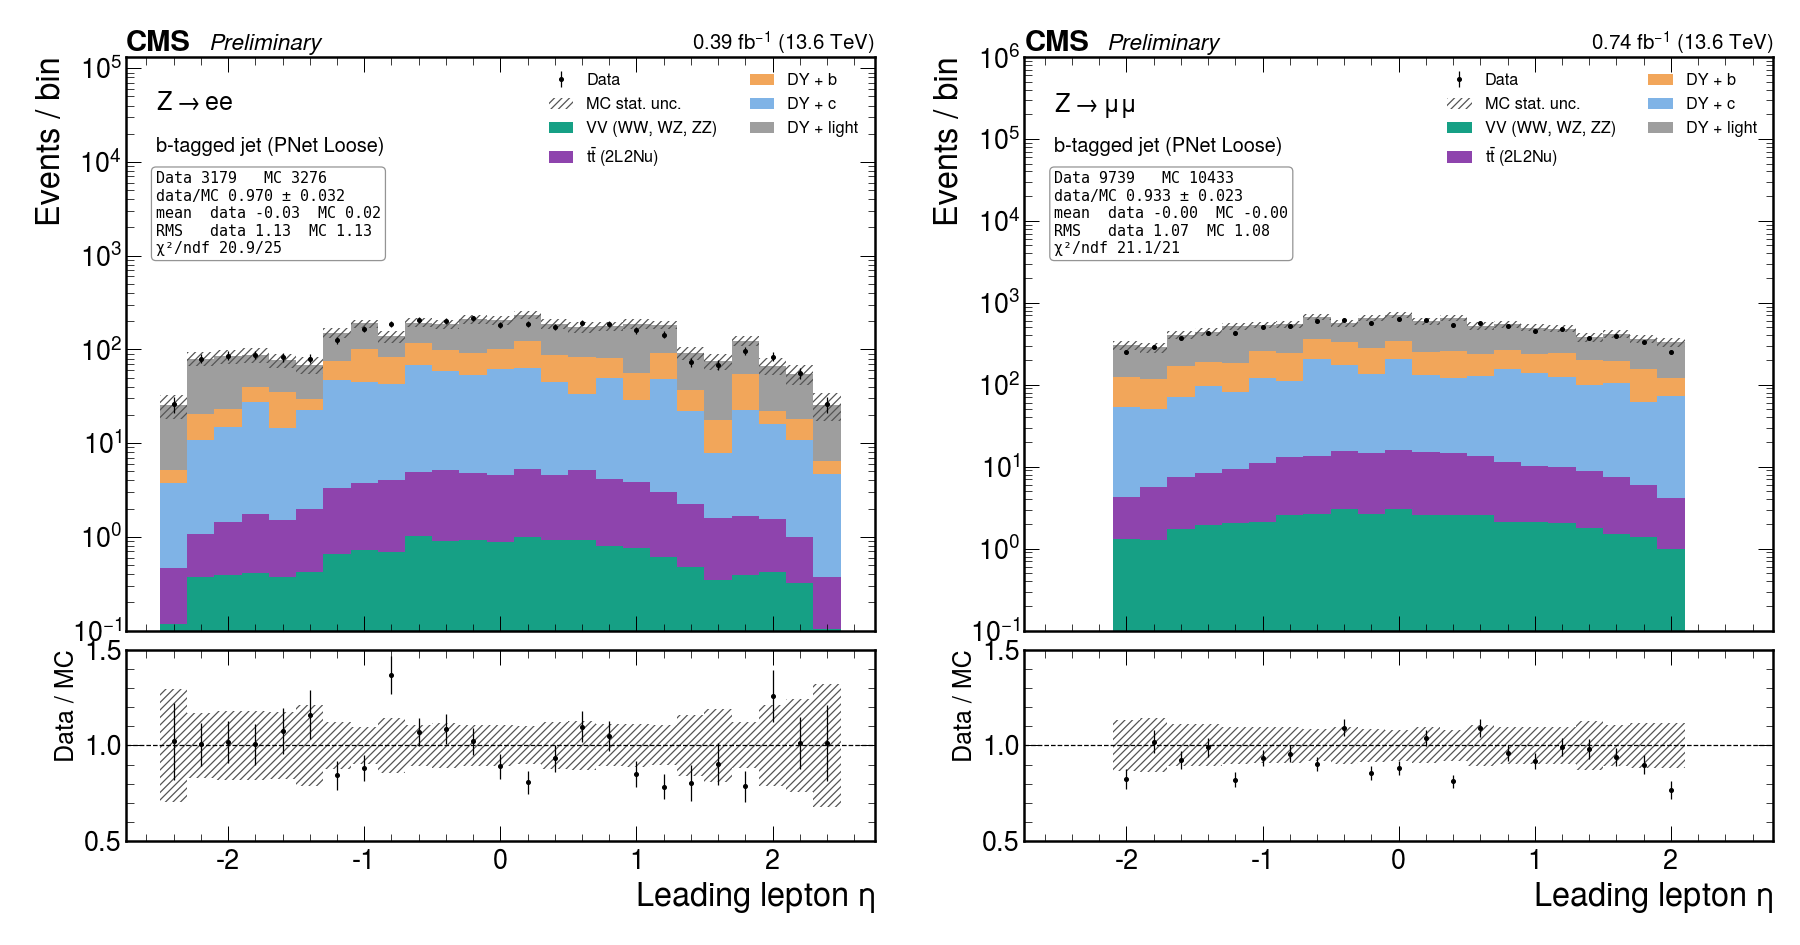 CMS Preliminary 0.39 fb⁻¹ (13.6 TeV)
Events / bin
Z → ee
b-tagged jet (PNet Loose)
Data 3179 MC 3276
data/MC 0.970 ± 0.032
mean data -0.03 MC 0.02
RMS data 1.13 MC 1.13
χ²/ndf 20.9/25
Data
MC stat. unc.
VV (WW, WZ, ZZ)
tt̄ (2L2Nu)
DY + b
DY + c
DY + light
10⁵
10⁴
10³
10²
10¹
10⁰
10⁻¹
Data / MC
1.5
1.0
0.5
-2 -1 0 1 2
Leading lepton η
CMS Preliminary 0.74 fb⁻¹ (13.6 TeV)
Events / bin
Z → μμ
b-tagged jet (PNet Loose)
Data 9739 MC 10433
data/MC 0.933 ± 0.023
mean data -0.00 MC -0.00
RMS data 1.07 MC 1.08
χ²/ndf 21.1/21
Data
MC stat. unc.
VV (WW, WZ, ZZ)
tt̄ (2L2Nu)
DY + b
DY + c
DY + light
10⁶
10⁵
10⁴
10³
10²
10¹
10⁰
10⁻¹
Data / MC
1.5
1.0
0.5
-2 -1 0 1 2
Leading lepton η